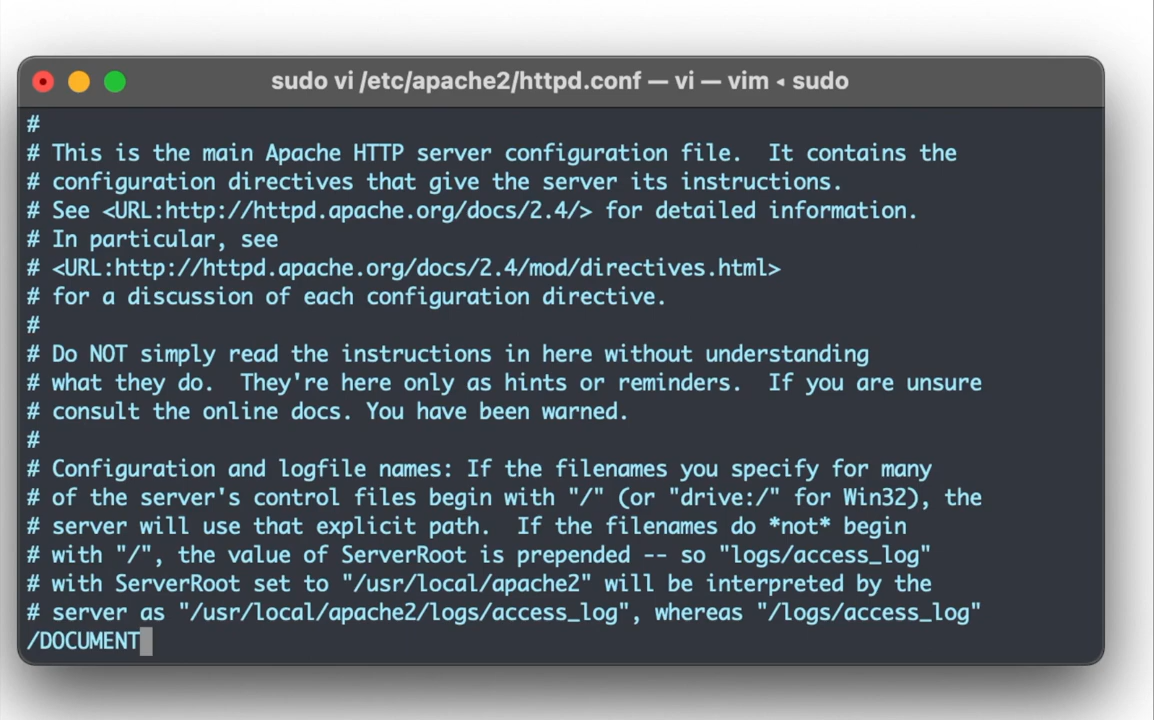 sudo vi /etc/apache2/httpd.conf — vi — vim ◂ sudo
#
# This is the main Apache HTTP server configuration file.  It contains the
# configuration directives that give the server its instructions.
# See <URL:http://httpd.apache.org/docs/2.4/> for detailed information.
# In particular, see
# <URL:http://httpd.apache.org/docs/2.4/mod/directives.html>
# for a discussion of each configuration directive.
#
# Do NOT simply read the instructions in here without understanding
# what they do.  They're here only as hints or reminders.  If you are unsure
# consult the online docs. You have been warned.
#
# Configuration and logfile names: If the filenames you specify for many
# of the server's control files begin with "/" (or "drive:/" for Win32), the
# server will use that explicit path.  If the filenames do *not* begin
# with "/", the value of ServerRoot is prepended -- so "logs/access_log"
# with ServerRoot set to "/usr/local/apache2" will be interpreted by the
# server as "/usr/local/apache2/logs/access_log", whereas "/logs/access_log"
/DOCUMENT